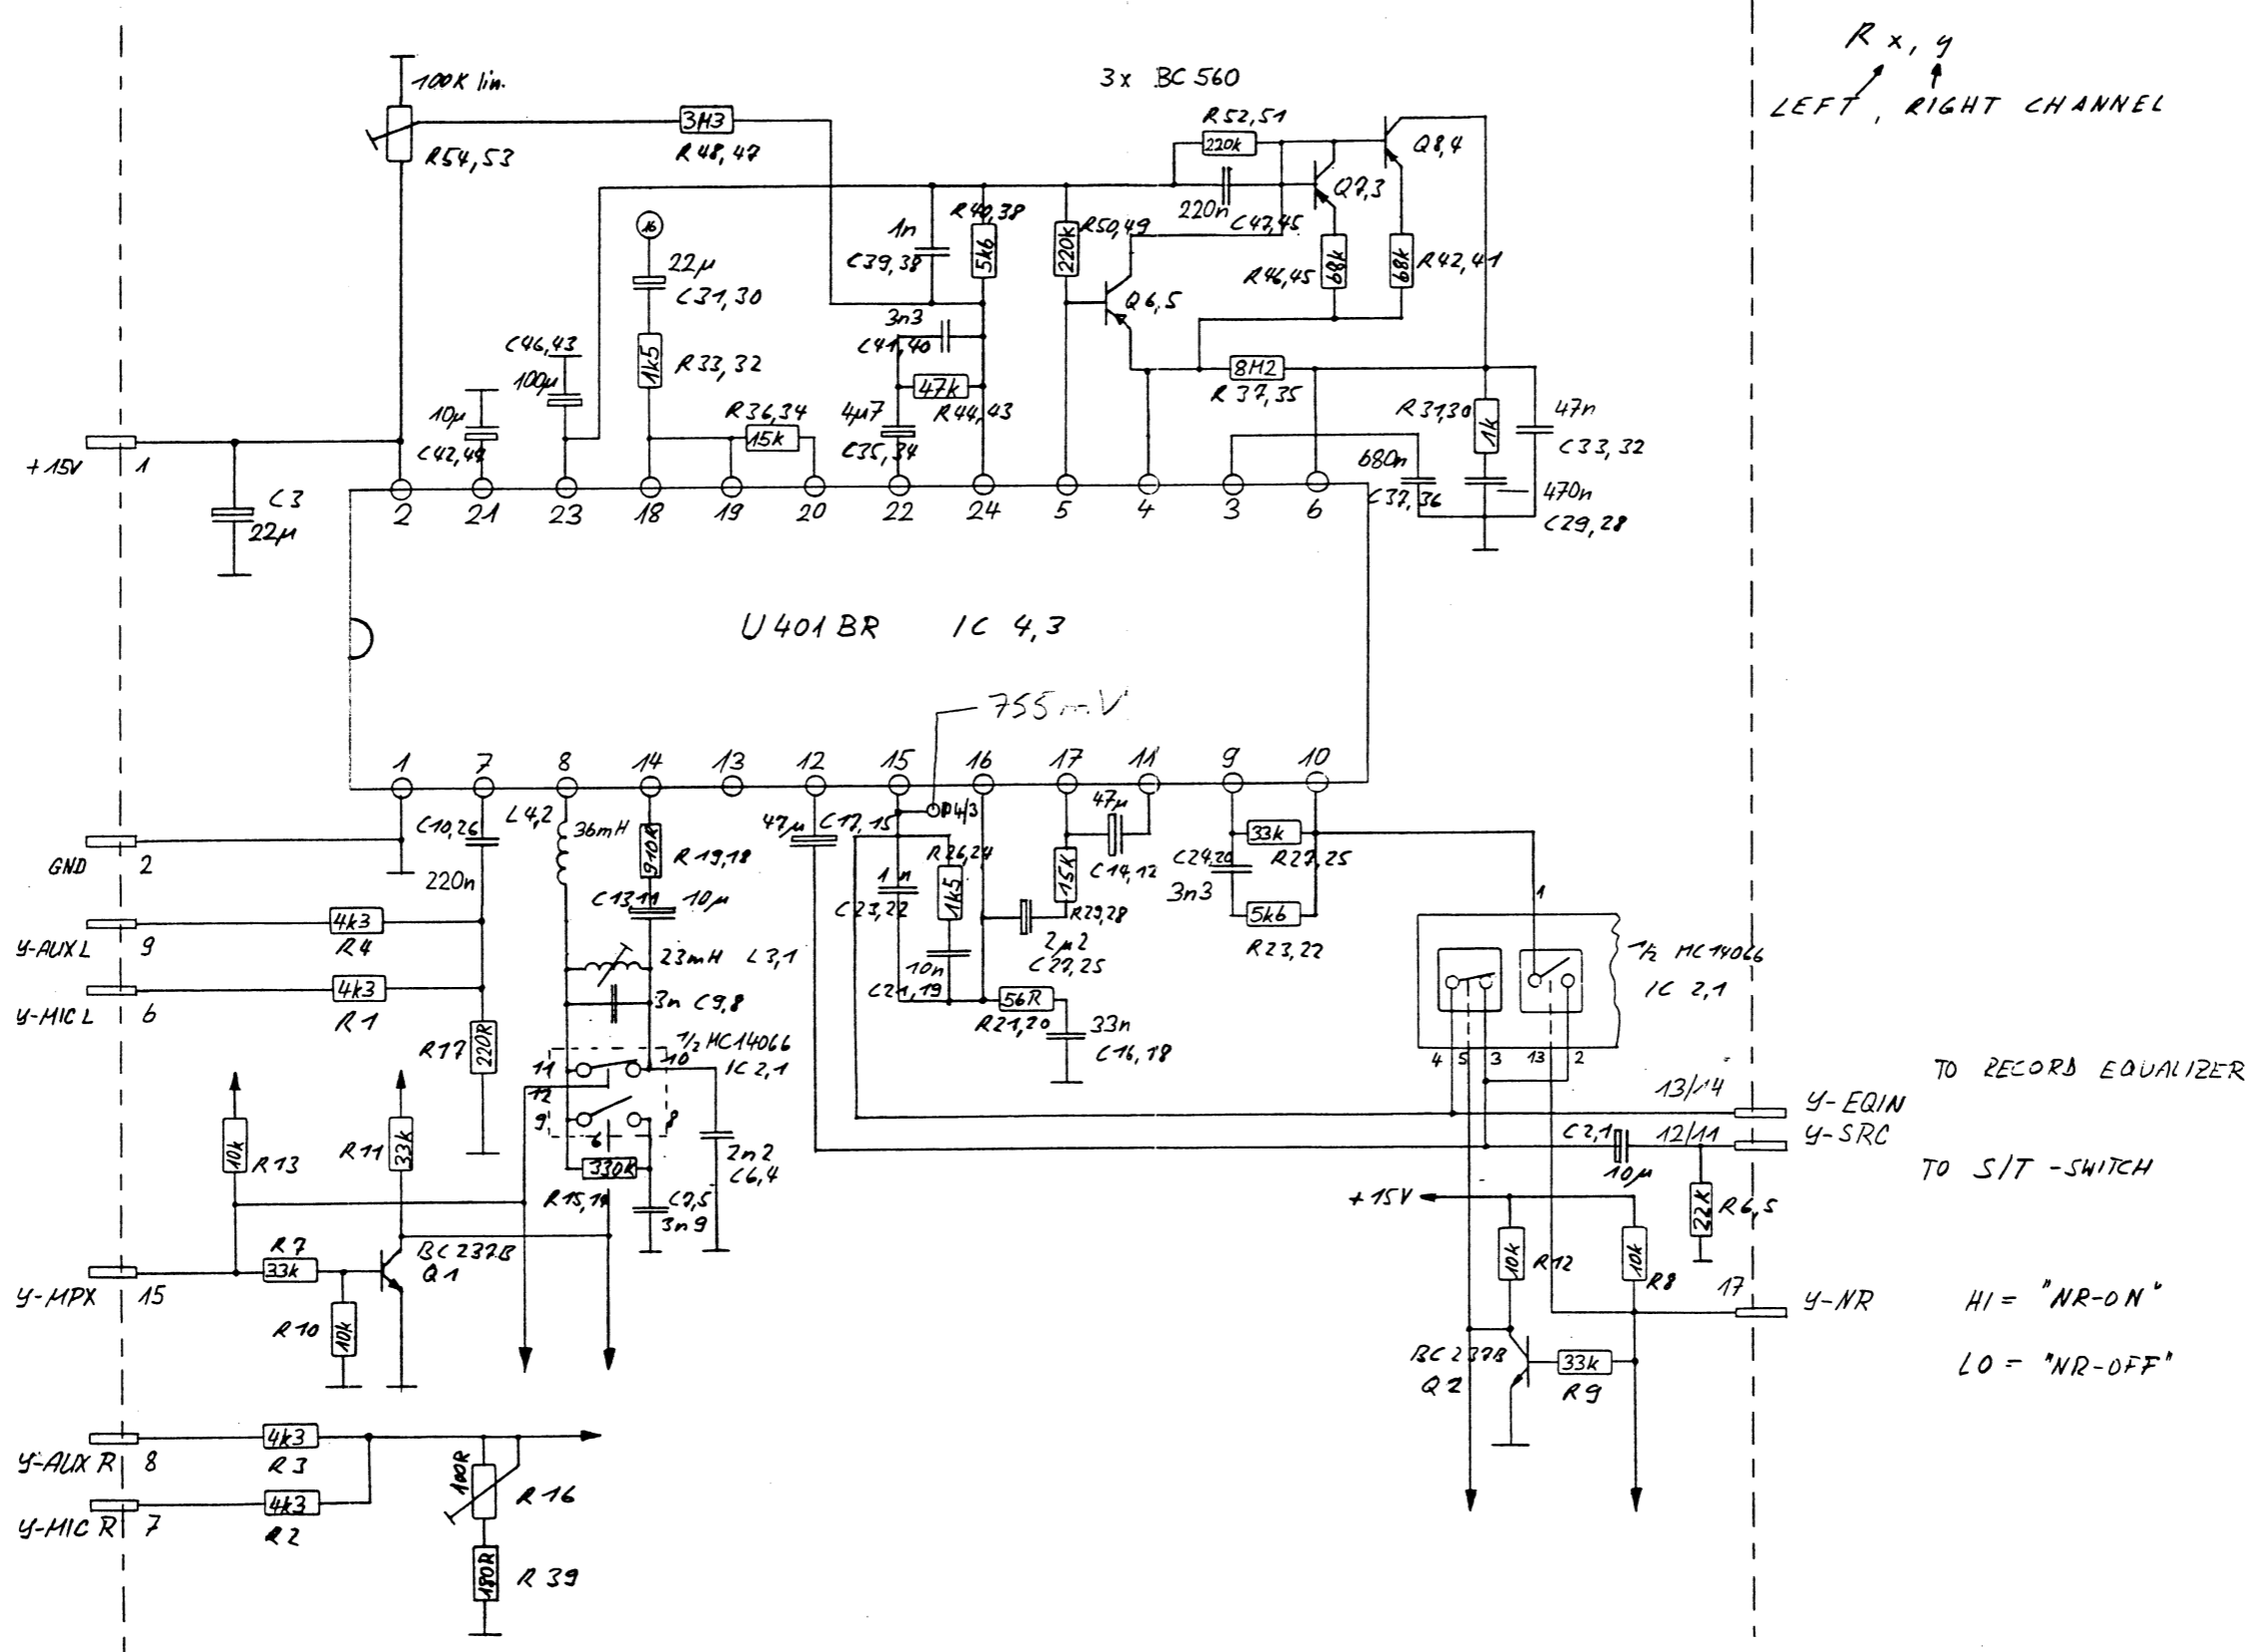 R x, y
LEFT, RIGHT CHANNEL
3x BC 560
100K lin.
R54,53
3M3
R48,47
R52,51
220k
Q8,4
Q7,3
220n
C47,45
R40,38
5k6
1n
C39,38
R50,49
220k
R46,45
68k
68k
R42,41
Q6,5
16
22µ
C31,30
1k5
R33,32
3n3
C41,40
47k
R44,43
8M2
R37,35
C46,43
100µ
10µ
C42,44
R36,34
15k
4µ7
C35,34
R31,30
1k
47n
C33,32
680n
C37,36
470n
C29,28
+15V
1
C3
22µ
2
21
23
18
19
20
22
24
5
4
3
6
U401BR IC 4,3
755mV
1
7
8
14
13
12
15
16
17
11
9
10
GND
2
C10,26
220n
L4,2
36mH
910R
R19,18
C13,11
10µ
47µ
C17,15
P4/3
R26,24
1n
C23,22
1k5
10n
C21,19
47µ
C14,12
15K
R29,28
2µ2
C27,25
C24,20
3n3
33k
R27,25
5k6
R23,22
56R
R21,20
33n
C16,18
Y-AUXL
9
4k3
R4
Y-MICL
6
4k3
R1
R17
220R
23mH L3,1
3n C9,8
1/2 MC14066
IC2,1
11
10
12
9
8
6
330K
R15,14
C7,5
3n9
2n2
C6,4
1
1/2 MC14066
IC 2,1
4
5
3
13
2
TO RECORD EQUALIZER
13/14
Y-EQIN
12/11
Y-SRC
C2,1
10µ
TO S/T-SWITCH
22K
R6,5
+15V
10k
R12
10k
R8
17
Y-NR
HI = "NR-ON"
LO = "NR-OFF"
BC237B
Q2
33k
R9
10k
R13
R11
33k
R7
33k
BC237B
Q1
Y-MPX
15
R10
10k
Y-AUX R
8
4k3
R3
Y-MIC R
7
4k3
R2
100R
R16
180R
R39